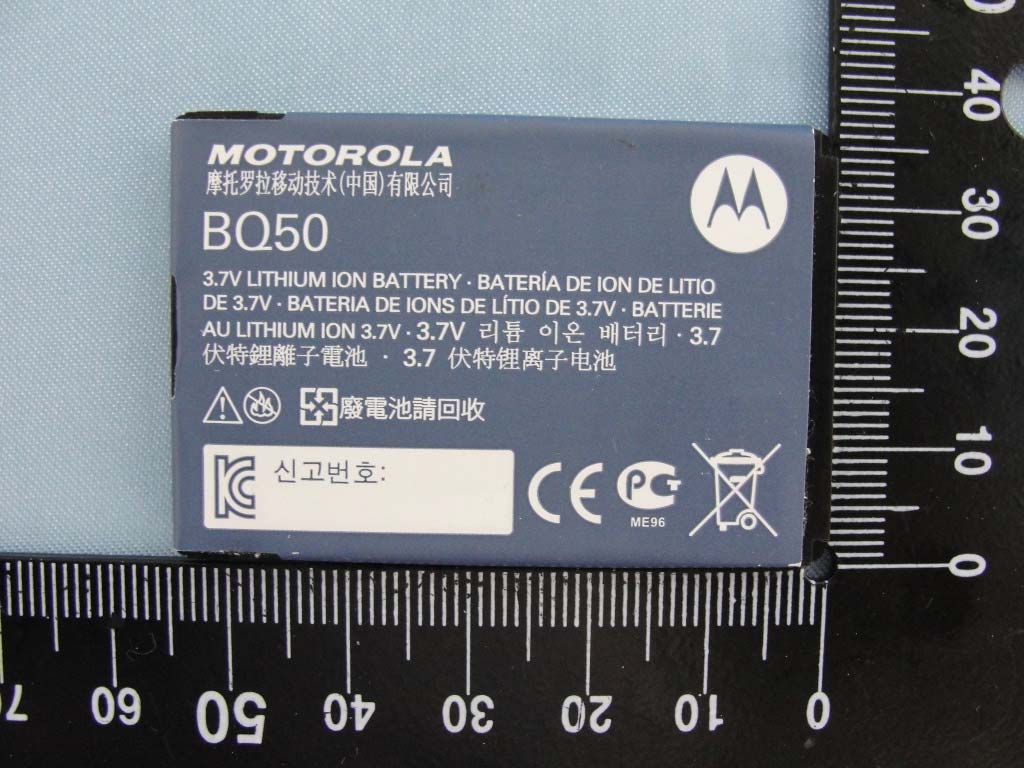 MOTOROLA
摩托罗拉移动技术(中国)有限公司
BQ50
3.7V LITHIUM ION BATTERY · BATERÍA DE ION DE LITIO
DE 3.7V · BATERIA DE IONS DE LÍTIO DE 3.7V · BATTERIE
AU LITHIUM ION 3.7V · 3.7V 리튬 이온 배터리 · 3.7
伏特鋰離子電池 · 3.7 伏特锂离子电池
廢電池請回收
신고번호:
CE
ME96
40
30
20
10
0
70 60 50 40 30 20 10 0